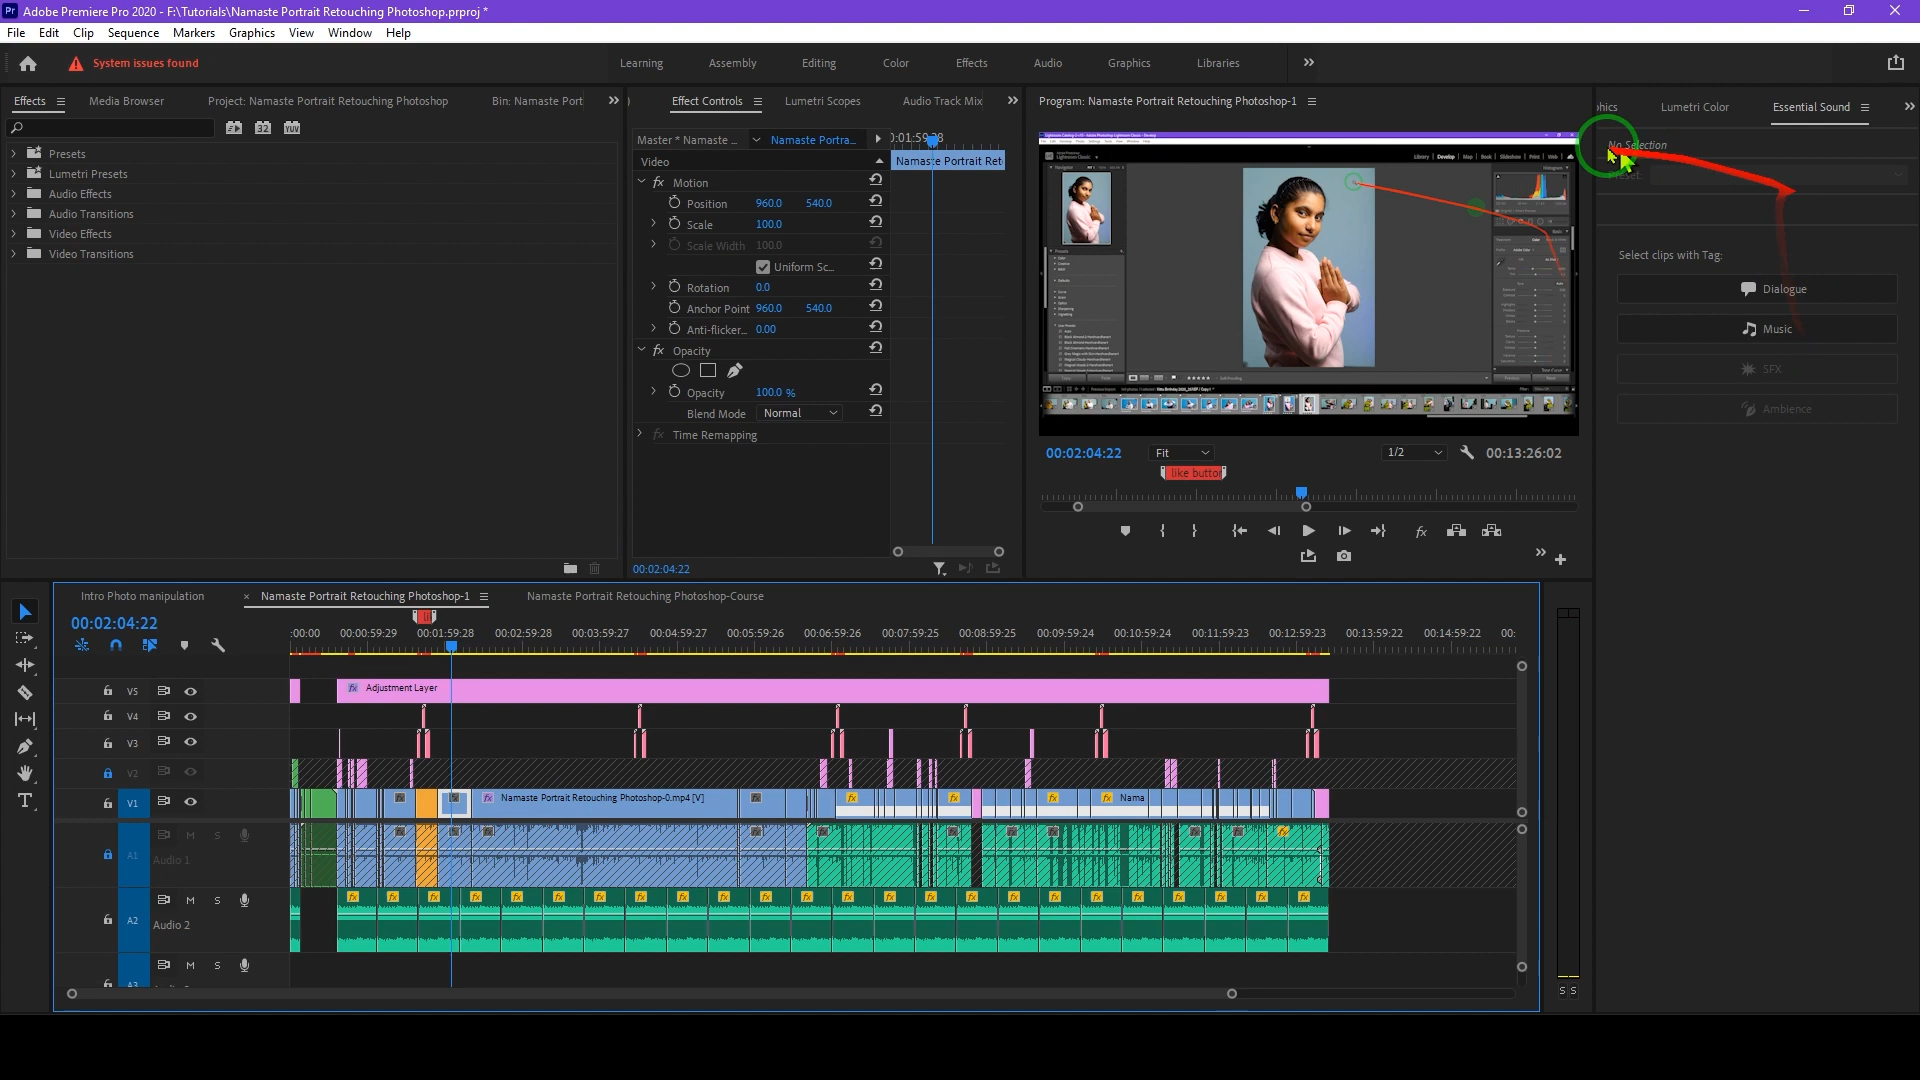 Adobe Premiere Pro 2020 - F:\Tutorials\Namaste Portrait Retouching Photoshop.prproj *
File Edit Clip Sequence Markers Graphics View Window Help
System issues found
Learning Assembly Editing Color Effects Audio Graphics Libraries
Effects Media Browser Project: Namaste Portrait Retouching Photoshop Bin: Namaste Port
Effect Controls Lumetri Scopes Audio Track Mix
Program: Namaste Portrait Retouching Photoshop-1
phics Lumetri Color Essential Sound
32 YUV
Presets
Lumetri Presets
Audio Effects
Audio Transitions
Video Effects
Video Transitions
Master * Namaste ... Namaste Portra...
Video
Namaste Portrait Ret
Motion
Position 960.0 540.0
Scale 100.0
Scale Width 100.0
Uniform Sc...
Rotation 0.0
Anchor Point 960.0 540.0
Anti-flicker... 0.00
Opacity
Opacity 100.0 %
Blend Mode Normal
Time Remapping
00:02:04:22
Library Develop Map Book Slideshow Print Web
00:02:04:22 Fit 1/2 00:13:26:02
like button
No Selection
Preset:
Select clips with Tag:
Dialogue
Music
SFX
Ambience
Intro Photo manipulation × Namaste Portrait Retouching Photoshop-1 Namaste Portrait Retouching Photoshop-Course
00:02:04:22
:00:00 00:00:59:29 00:01:59:28 00:02:59:28 00:03:59:27 00:04:59:27 00:05:59:26 00:06:59:26 00:07:59:25 00:08:59:25 00:09:59:24 00:10:59:24 00:11:59:23 00:12:59:23 00:13:59:22 00:14:59:22 00:
V5 fx Adjustment Layer
V4
V3
V2
V1 Namaste Portrait Retouching Photoshop-0.mp4 [V] Nama
A1 M S
Audio 1
A2 M S
Audio 2
A3 M S
S S